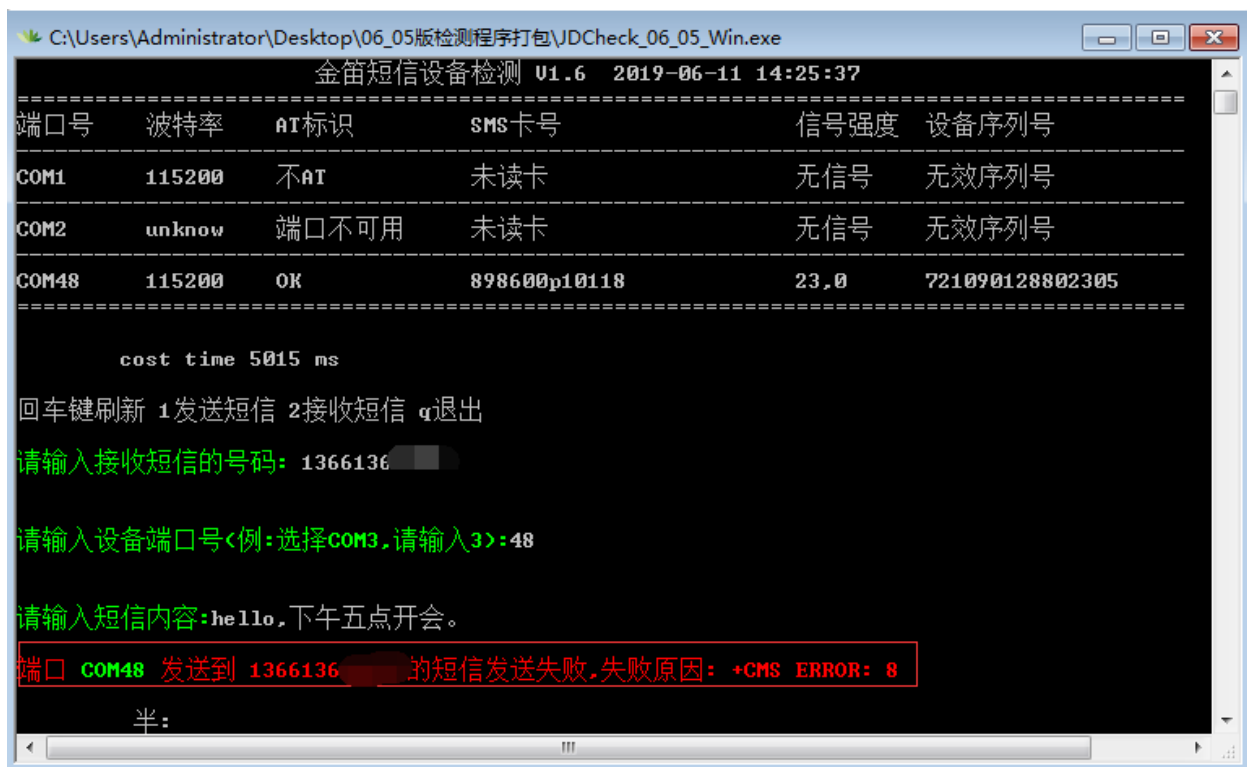 C:\Users\Administrator\Desktop\06_05版检测程序打包\JDCheck_06_05_Win.exe
金笛短信设备检测 V1.6 2019-06-11 14:25:37
端口号 波特率 AT标识 SMS卡号 信号强度 设备序列号
COM1 115200 不AT 未读卡 无信号 无效序列号
COM2 unknow 端口不可用 未读卡 无信号 无效序列号
COM48 115200 OK 898600p10118 23,0 721090128802305
cost time 5015 ms
回车键刷新 1发送短信 2接收短信 q退出
请输入接收短信的号码: 1366136
请输入设备端口号(例:选择COM3,请输入3):48
请输入短信内容:hello,下午五点开会。
端口 COM48 发送到 1366136 的短信发送失败,失败原因: +CMS ERROR: 8
半: